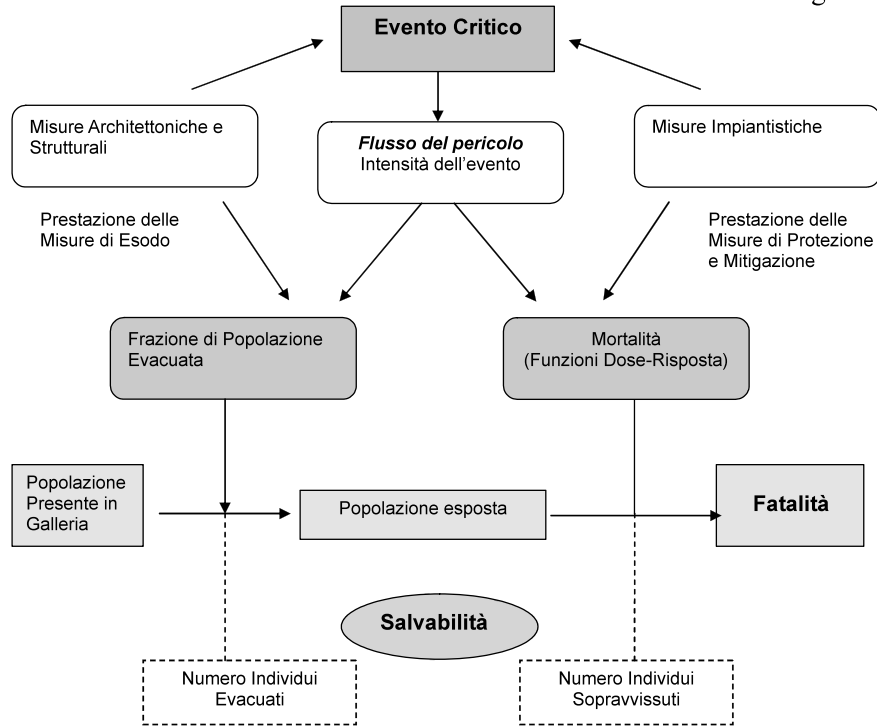 Evento Critico
Misure Architettoniche e
Strutturali
Flusso del pericolo
Intensità dell'evento
Misure Impiantistiche
Prestazione delle
Misure di Esodo
Prestazione delle
Misure di Protezione
e Mitigazione
Frazione di Popolazione
Evacuata
Mortalità
(Funzioni Dose-Risposta)
Popolazione
Presente in
Galleria
Popolazione esposta
Fatalità
Salvabilità
Numero Individui
Evacuati
Numero Individui
Sopravvissuti